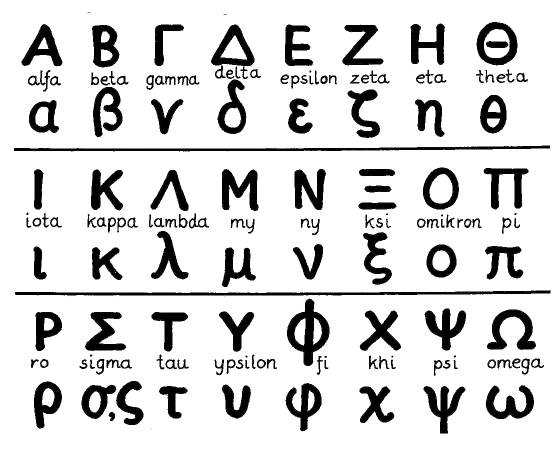 Α Β Γ Δ Ε Ζ Η Θ
alfa beta gamma delta epsilon zeta eta theta
α β γ δ ε ζ η θ
Ι Κ Λ Μ Ν Ξ Ο Π
iota kappa lambda my ny ksi omikron pi
ι κ λ μ ν ξ ο π
Ρ Σ Τ Υ Φ Χ Ψ Ω
ro sigma tau ypsilon fi khi psi omega
ρ σ,ς τ υ φ χ ψ ω